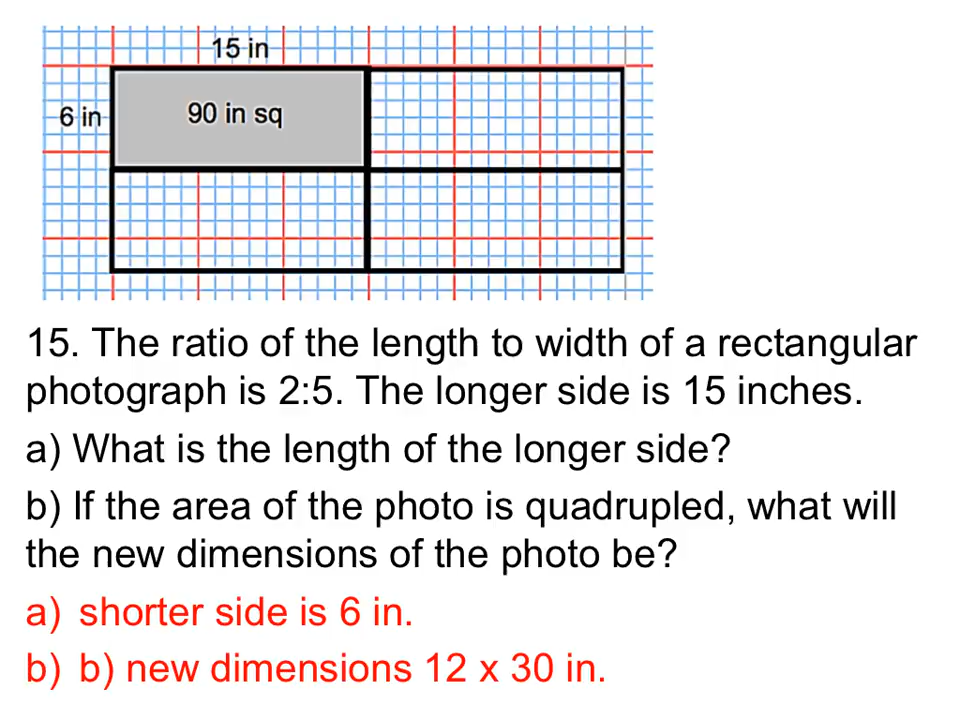 15 in
6 in
90 in sq
15. The ratio of the length to width of a rectangular
photograph is 2:5. The longer side is 15 inches.
a) What is the length of the longer side?
b) If the area of the photo is quadrupled, what will
the new dimensions of the photo be?
a) shorter side is 6 in.
b) b) new dimensions 12 x 30 in.